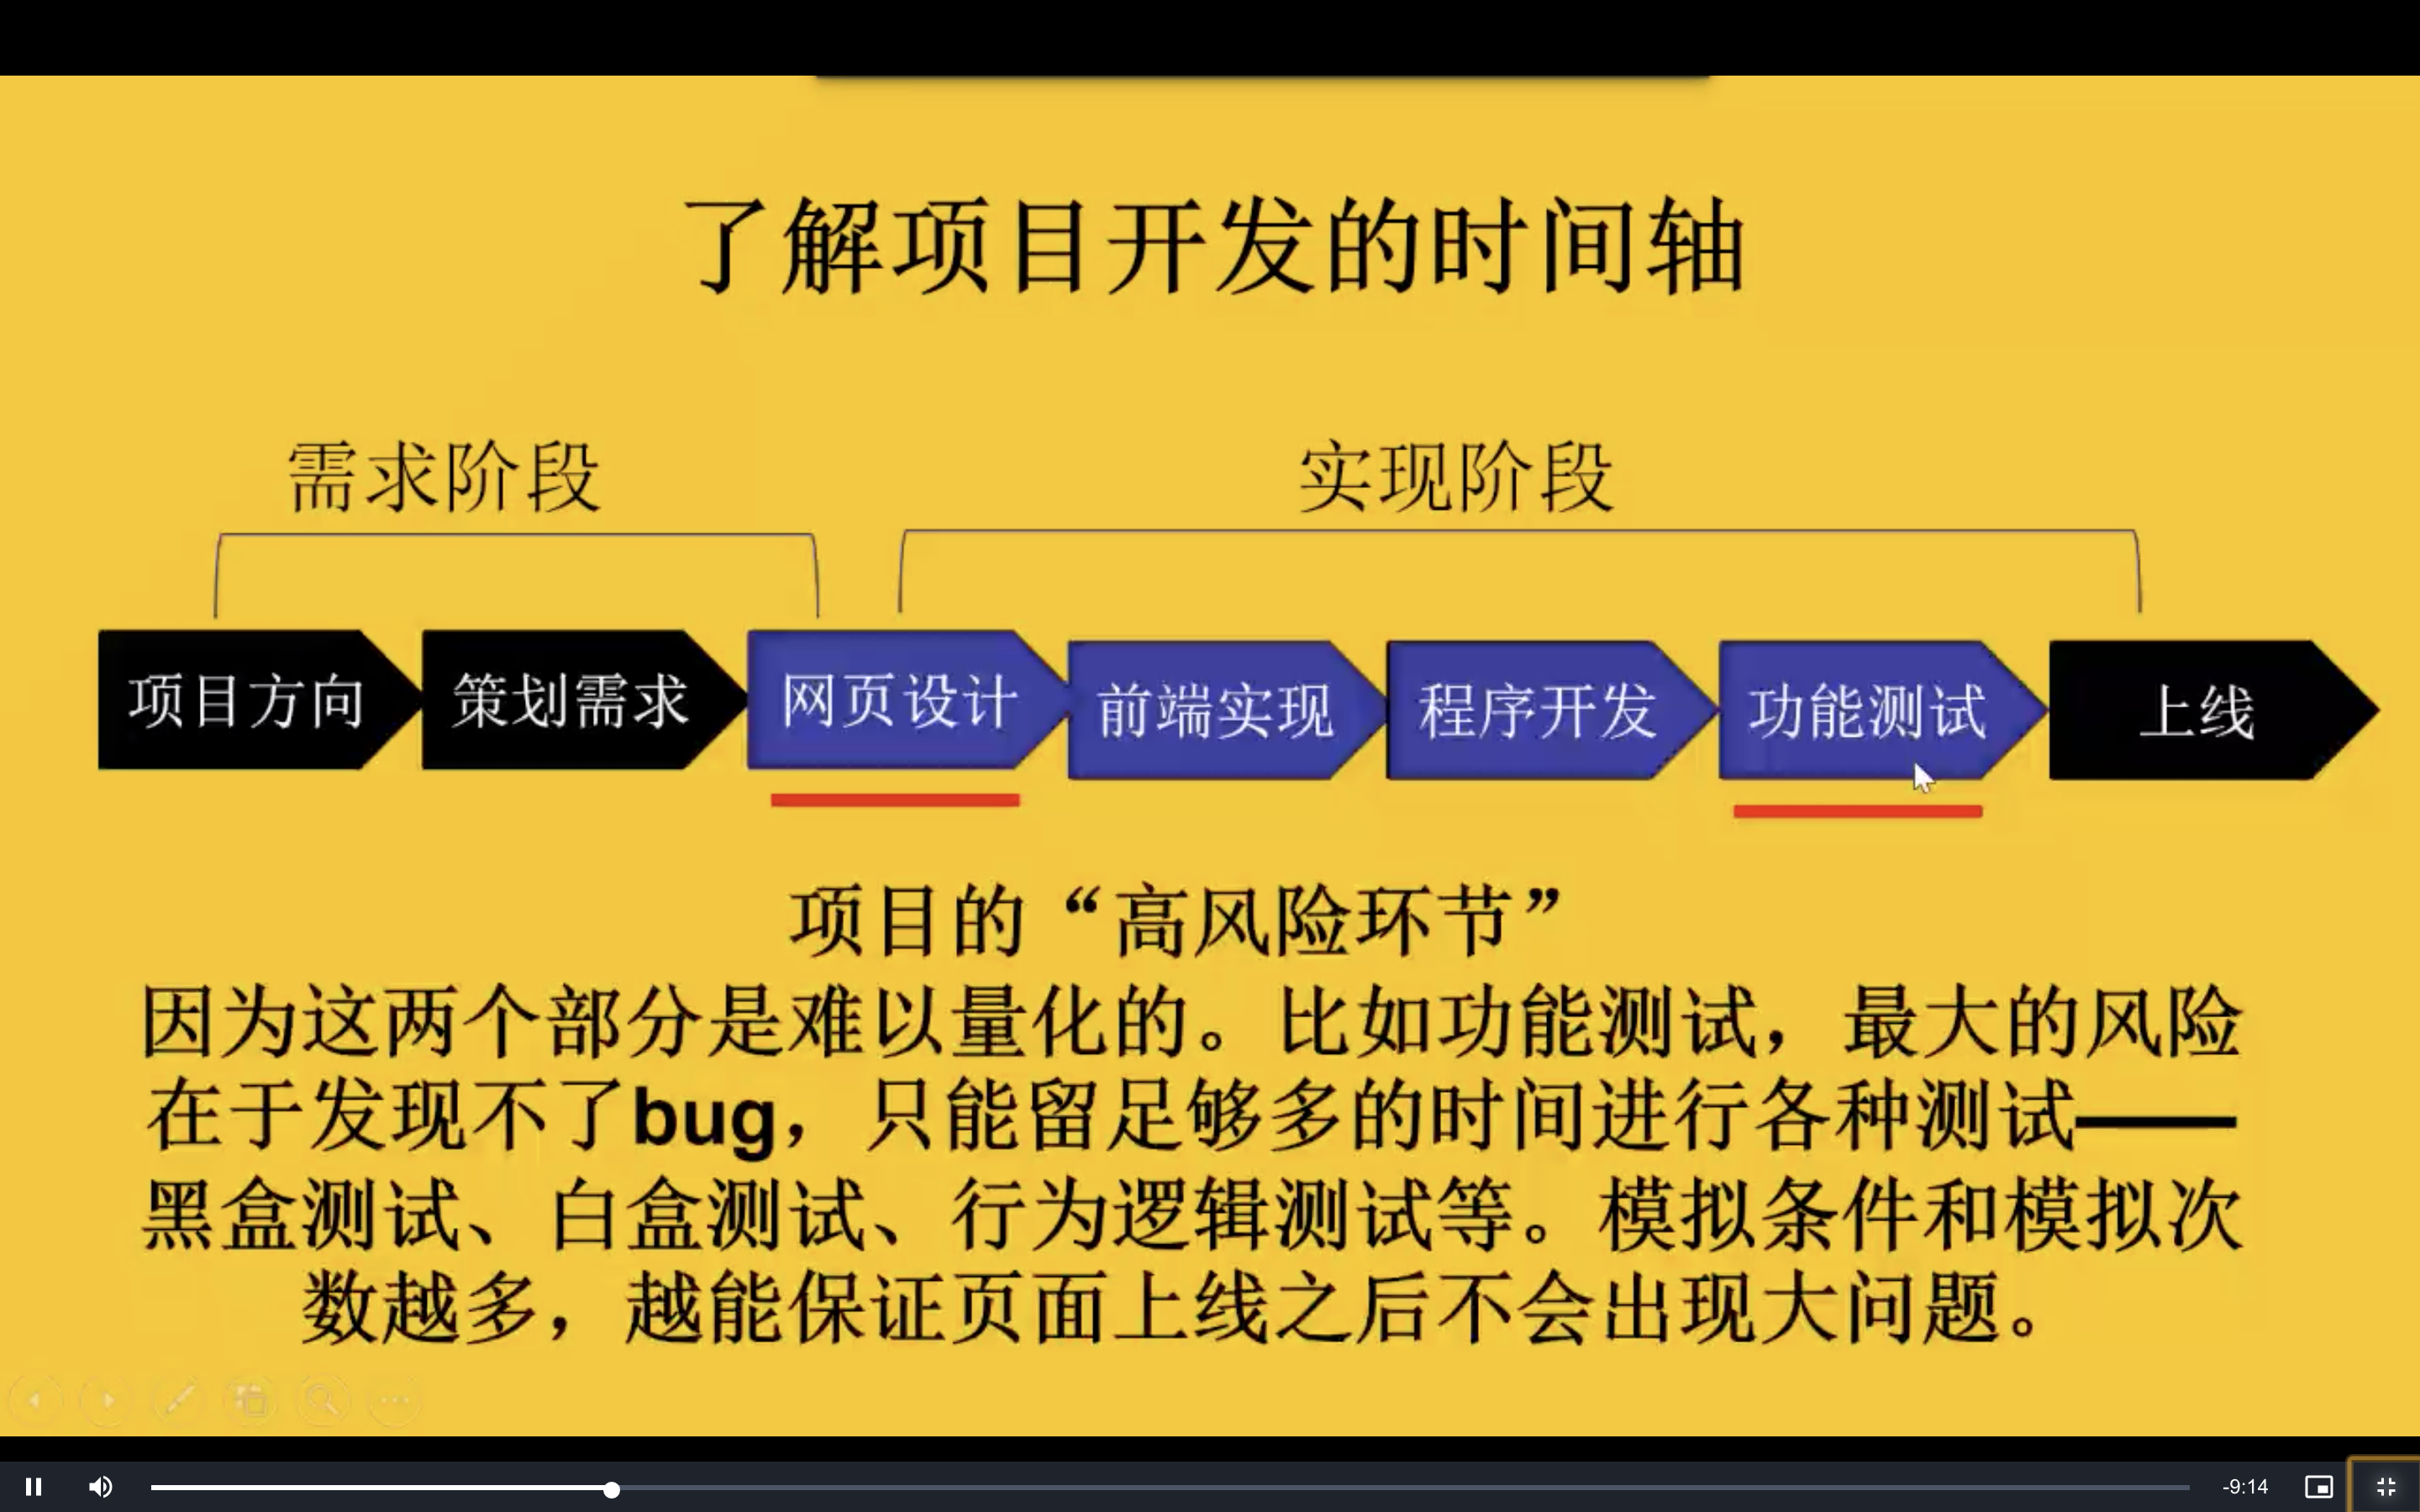 了解项目开发的时间轴
需求阶段
实现阶段
项目方向
策划需求
网页设计
前端实现
程序开发
功能测试
上线
项目的“高风险环节”
因为这两个部分是难以量化的。比如功能测试，最大的风险
在于发现不了bug，只能留足够多的时间进行各种测试——
黑盒测试、白盒测试、行为逻辑测试等。模拟条件和模拟次
数越多，越能保证页面上线之后不会出现大问题。
-9:14